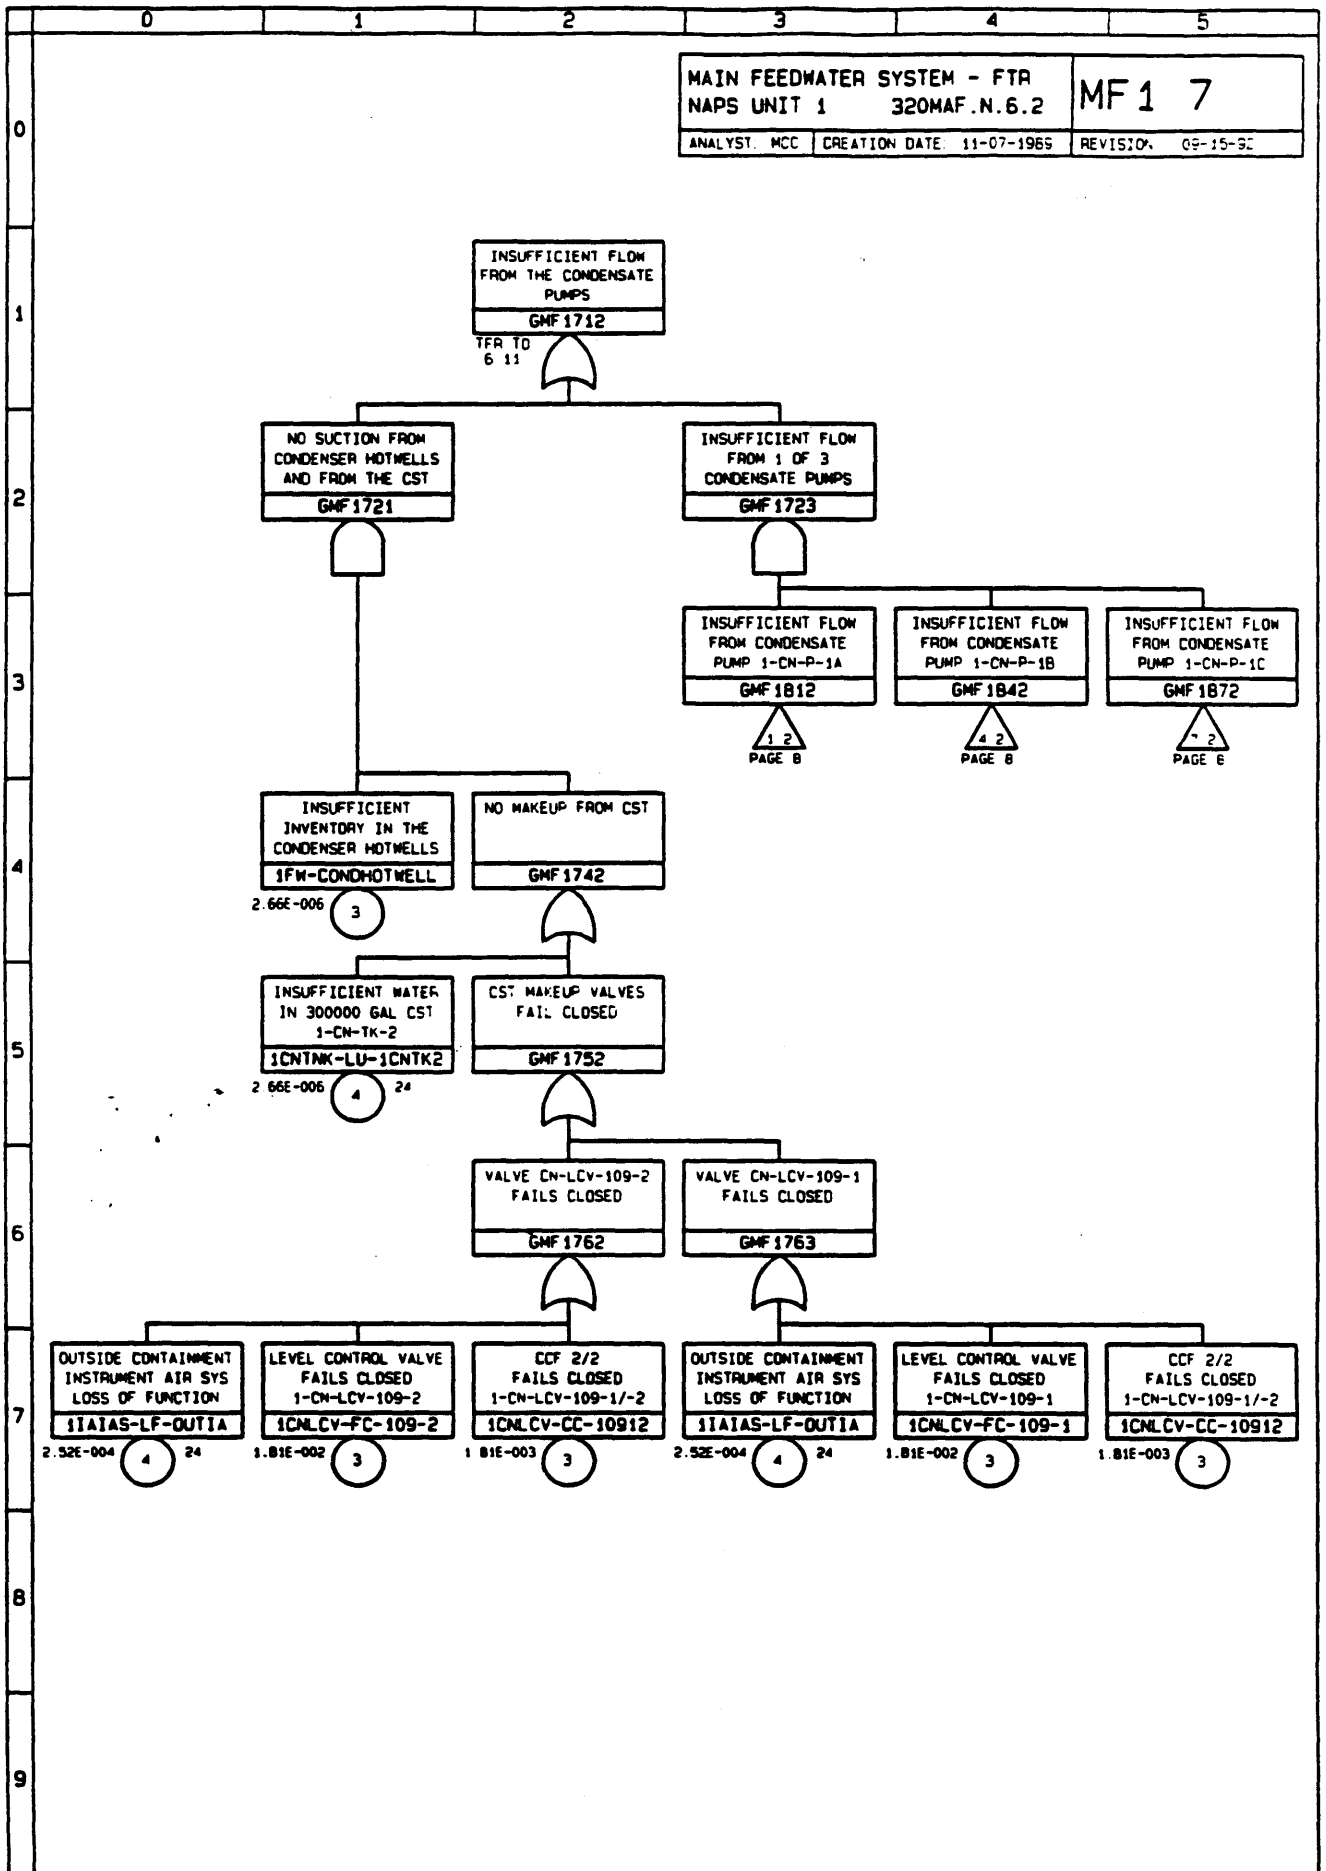 0 1 2 3 4 5
MAIN FEEDWATER SYSTEM - FTR
NAPS UNIT 1 320MAF.N.6.2
MF1 7
ANALYST. MCC CREATION DATE: 11-07-1989 REVISION
0
INSUFFICIENT FLOW
FROM THE CONDENSATE
PUMPS
GMF1712
TFR TO
6 11
1
NO SUCTION FROM
CONDENSER HOTWELLS
AND FROM THE CST
GMF1721
INSUFFICIENT FLOW
FROM 1 OF 3
CONDENSATE PUMPS
GMF1723
2
INSUFFICIENT FLOW
FROM CONDENSATE
PUMP 1-CN-P-1A
GMF1812
1 2
PAGE 8
INSUFFICIENT FLOW
FROM CONDENSATE
PUMP 1-CN-P-1B
GMF1842
4 2
PAGE 8
INSUFFICIENT FLOW
FROM CONDENSATE
PUMP 1-CN-P-1C
GMF1872
7 2
PAGE
3
INSUFFICIENT
INVENTORY IN THE
CONDENSER HOTWELLS
1FW-CONDHOTWELL
2.66E-006 3
NO MAKEUP FROM CST
GMF1742
4
INSUFFICIENT WATER
IN 300000 GAL CST
1-CN-TK-2
1CNTNK-LU-1CNTK2
2.66E-006 4 24
CST MAKEUP VALVES
FAIL CLOSED
GMF1752
5
VALVE CN-LCV-109-2
FAILS CLOSED
GMF1762
VALVE CN-LCV-109-1
FAILS CLOSED
GMF1763
6
OUTSIDE CONTAINMENT
INSTRUMENT AIR SYS
LOSS OF FUNCTION
1IAIAS-LF-OUTIA
2.52E-004 4 24
LEVEL CONTROL VALVE
FAILS CLOSED
1-CN-LCV-109-2
1CNLCV-FC-109-2
1.81E-002 3
CCF 2/2
FAILS CLOSED
1-CN-LCV-109-1/-2
1CNLCV-CC-10912
1 81E-003 3
OUTSIDE CONTAINMENT
INSTRUMENT AIR SYS
LOSS OF FUNCTION
1IAIAS-LF-OUTIA
2.52E-004 4 24
LEVEL CONTROL VALVE
FAILS CLOSED
1-CN-LCV-109-1
1CNLCV-FC-109-1
1.81E-002 3
CCF 2/2
FAILS CLOSED
1-CN-LCV-109-1/-2
1CNLCV-CC-10912
1.81E-003 3
7
8
9